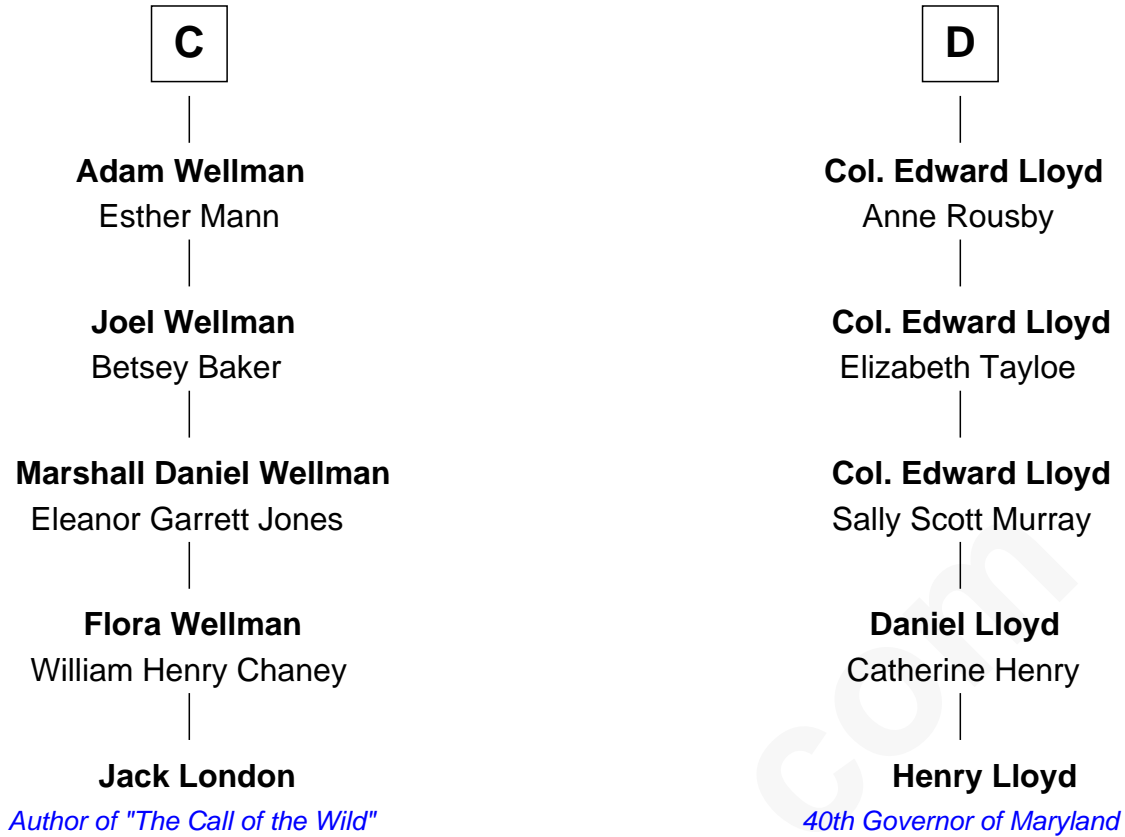 C
Adam Wellman
Esther Mann
Joel Wellman
Betsey Baker
Marshall Daniel Wellman
Eleanor Garrett Jones
Flora Wellman
William Henry Chaney
Jack London
Author of "The Call of the Wild"
D
Col. Edward Lloyd
Anne Rousby
Col. Edward Lloyd
Elizabeth Tayloe
Col. Edward Lloyd
Sally Scott Murray
Daniel Lloyd
Catherine Henry
Henry Lloyd
40th Governor of Maryland
com